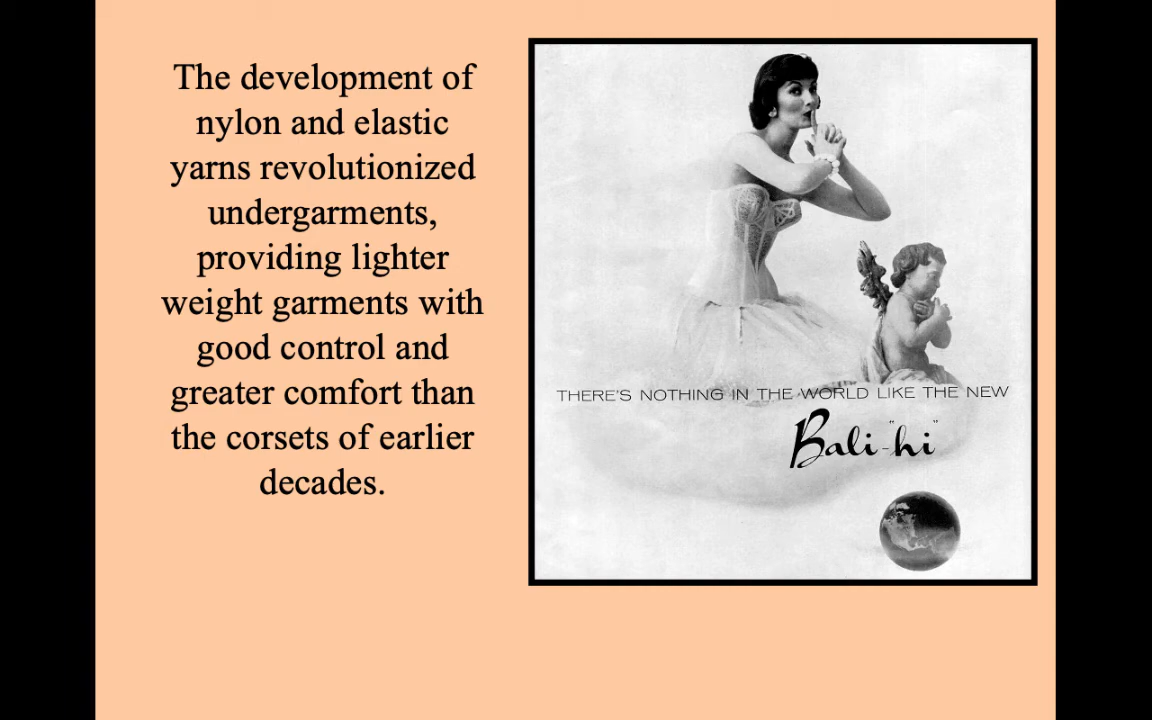 The development of
nylon and elastic
yarns revolutionized
undergarments,
providing lighter
weight garments with
good control and
greater comfort than
the corsets of earlier
decades.
THERE'S NOTHING IN THE WORLD LIKE THE NEW
Bali-"hi"